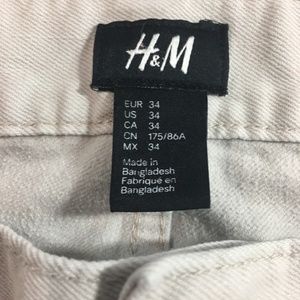 H&M
EUR 34
US 34
CA 34
CN 175/86A
MX 34
Made in
Bangladesh
Fabriqué en
Bangladesh